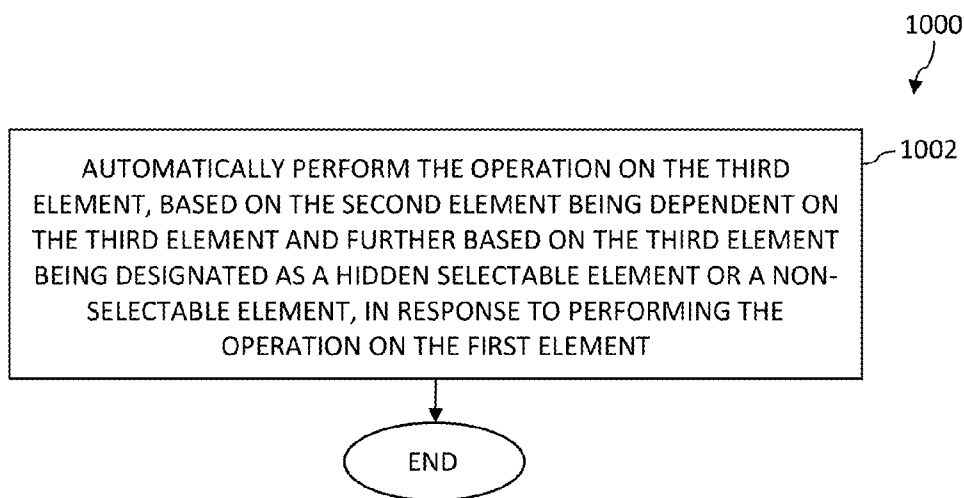 1000
1002
AUTOMATICALLY PERFORM THE OPERATION ON THE THIRD
ELEMENT, BASED ON THE SECOND ELEMENT BEING DEPENDENT ON
THE THIRD ELEMENT AND FURTHER BASED ON THE THIRD ELEMENT
BEING DESIGNATED AS A HIDDEN SELECTABLE ELEMENT OR A NON-
SELECTABLE ELEMENT, IN RESPONSE TO PERFORMING THE
OPERATION ON THE FIRST ELEMENT
END